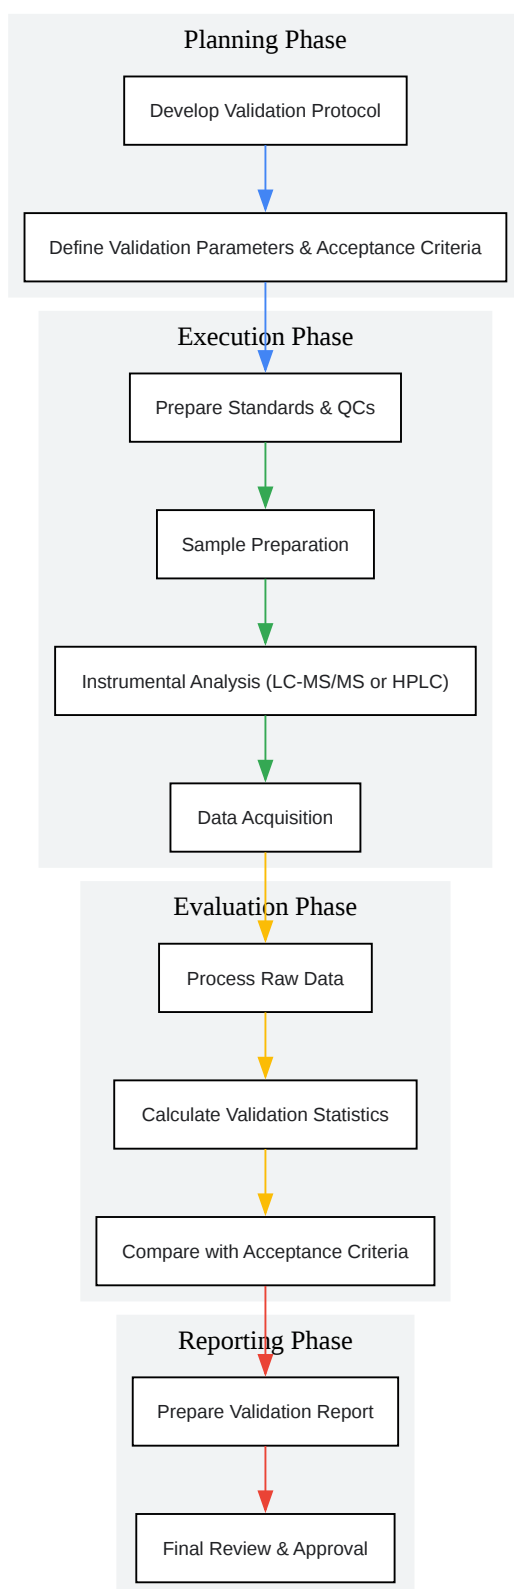 Planning Phase
Develop Validation Protocol
Define Validation Parameters & Acceptance Criteria
Execution Phase
Prepare Standards & QCs
Sample Preparation
Instrumental Analysis (LC-MS/MS or HPLC)
Data Acquisition
Evaluation Phase
Process Raw Data
Calculate Validation Statistics
Compare with Acceptance Criteria
Reporting Phase
Prepare Validation Report
Final Review & Approval